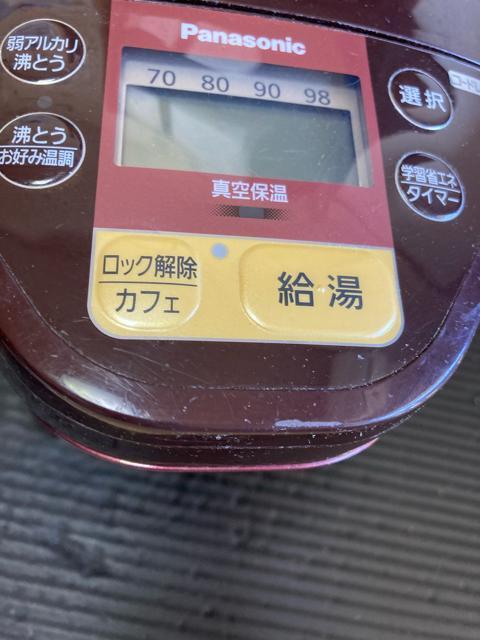 Panasonic
弱アルカリ
沸とう
70 80 90 98
選択
沸とう
お好み温調
学習省エネ
タイマー
真空保温
ロック解除
カフェ
給湯